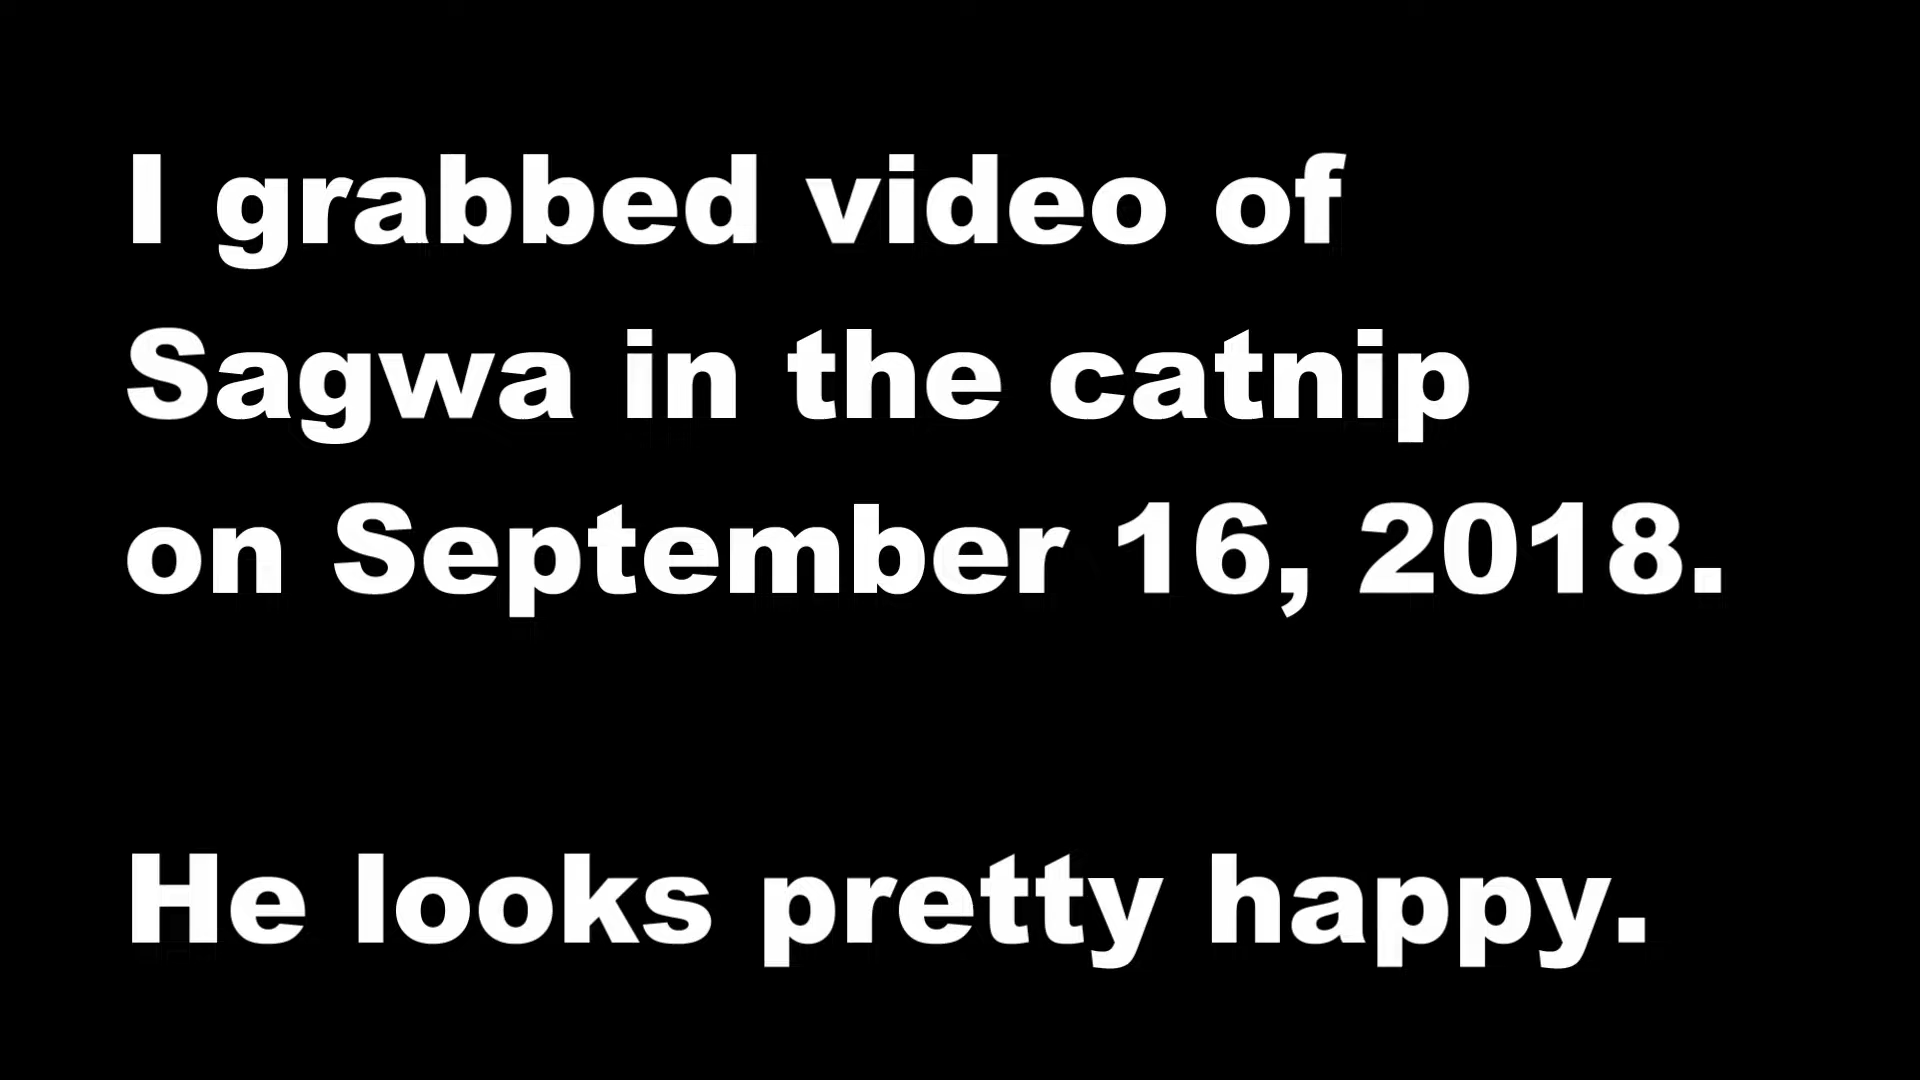 I grabbed video of
Sagwa in the catnip
on September 16, 2018.
He looks pretty happy.